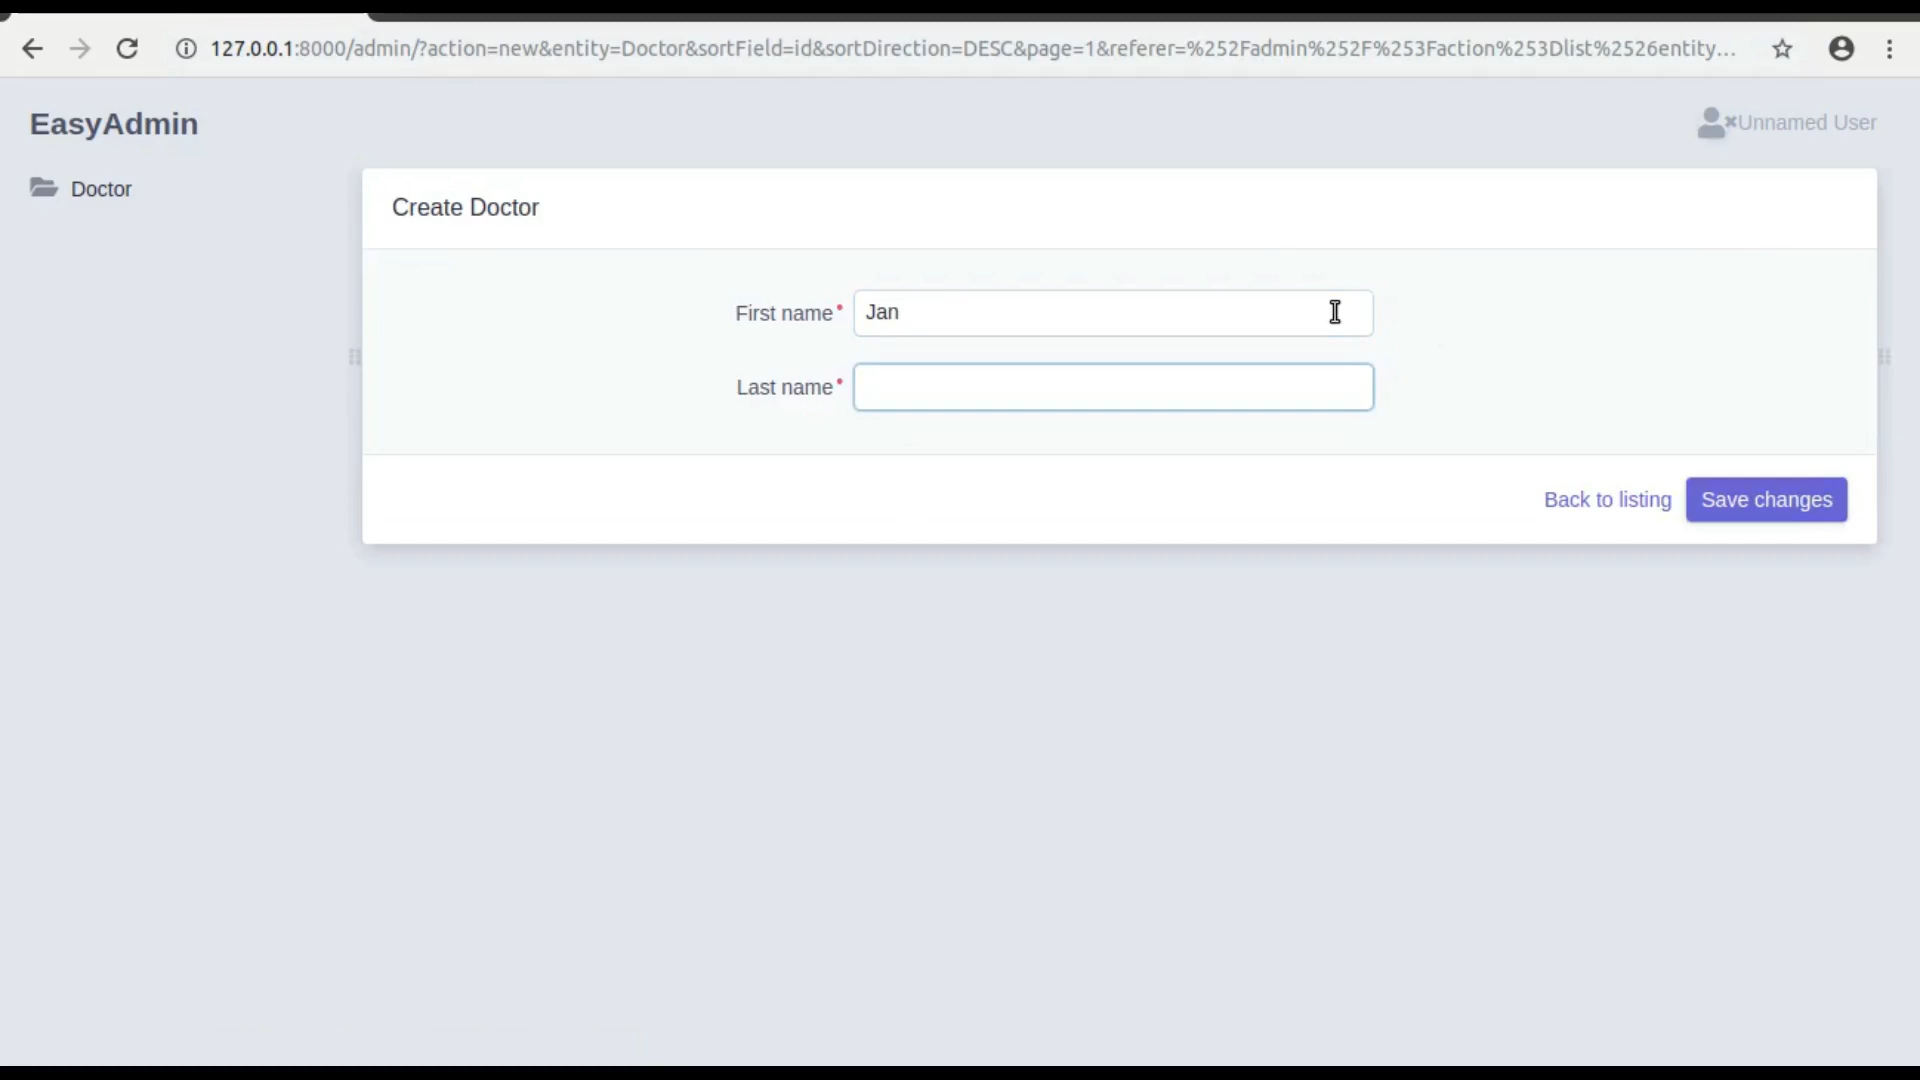 127.0.0.1:8000/admin/?action=new&entity=Doctor&sortField=id&sortDirection=DESC&page=1&referer=%252Fadmin%252F%253Faction%253Dlist%2526entity...
EasyAdmin
Unnamed User
Doctor
Create Doctor
First name*
Jan
Last name*
Back to listing
Save changes